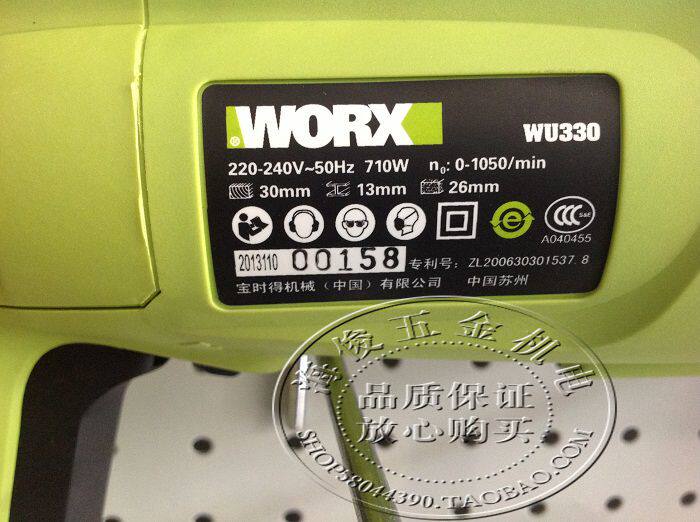 WORX
®
WU330
220-240V~50Hz 710W n₀: 0-1050/min
30mm 13mm 26mm
e CCC S&E
A040455
2013110 00158 专利号: ZL200630301537.8
宝时得机械(中国)有限公司 中国苏州
俊五金机电
品质保证
放心购买
SHOP58044390.TAOBAO.COM